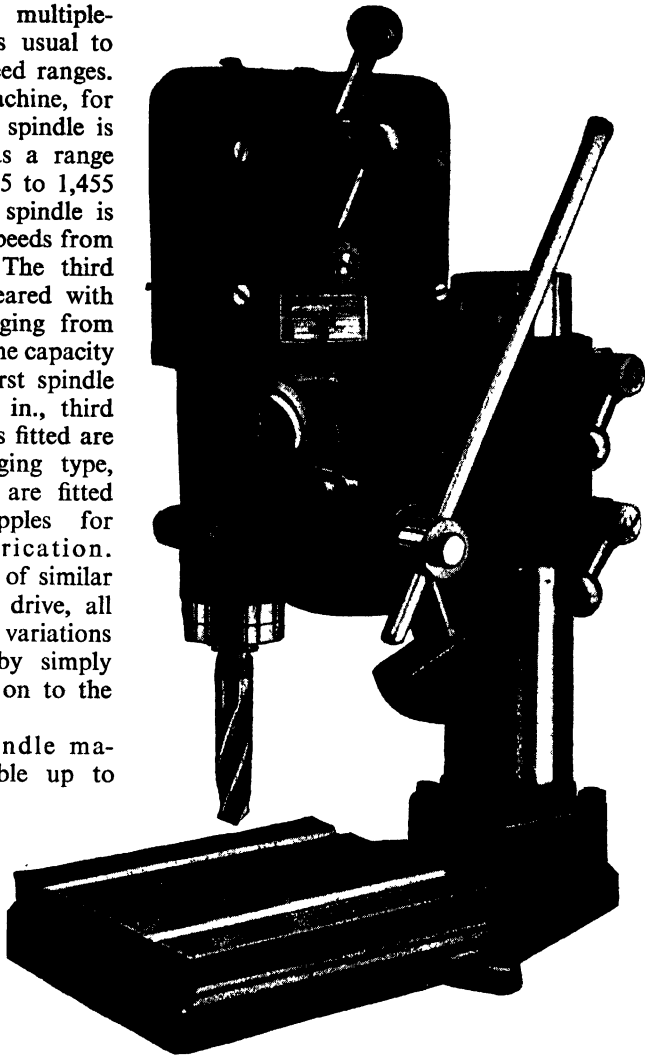 multiple-
s usual to
ed ranges.
achine, for
spindle is
as a range
5 to 1,455
spindle is
peeds from
The third
eared with
ging from
ne capacity
rst spindle
in., third
s fitted are
ging type,
are fitted
pples for
rication.
of similar
drive, all
variations
by simply
on to the
ndle ma-
ble up to